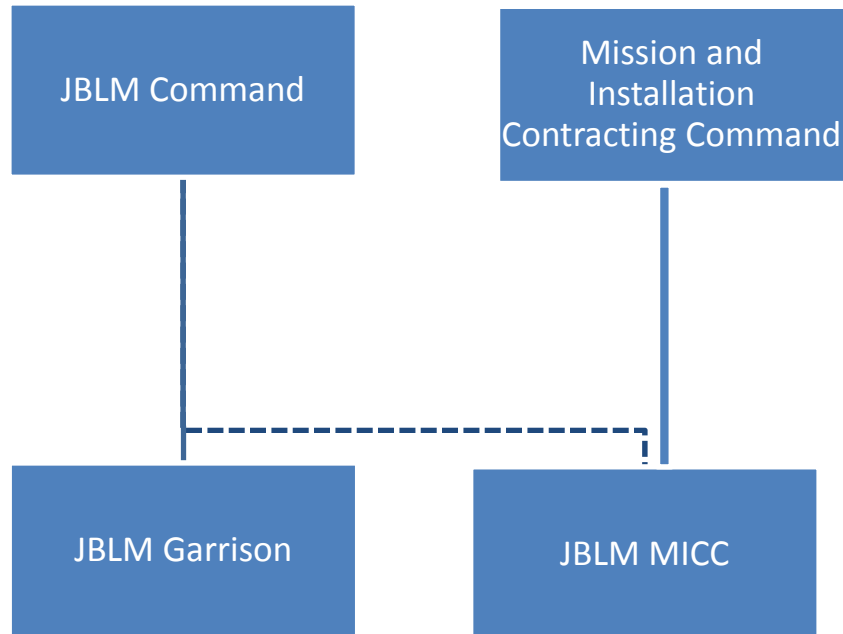 JBLM Command
Mission and
Installation
Contracting Command
JBLM Garrison
JBLM MICC